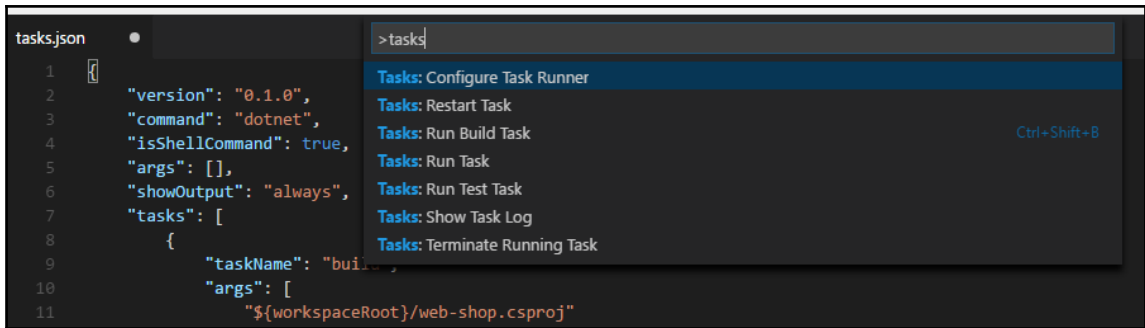 tasks.json
>tasks
Tasks: Configure Task Runner
Tasks: Restart Task
Tasks: Run Build Task Ctrl+Shift+B
Tasks: Run Task
Tasks: Run Test Task
Tasks: Show Task Log
Tasks: Terminate Running Task
1 {
2 "version": "0.1.0",
3 "command": "dotnet",
4 "isShellCommand": true,
5 "args": [],
6 "showOutput": "always",
7 "tasks": [
8 {
9 "taskName":
10 "args": [
11 "${workspaceRoot}/web-shop.csproj"